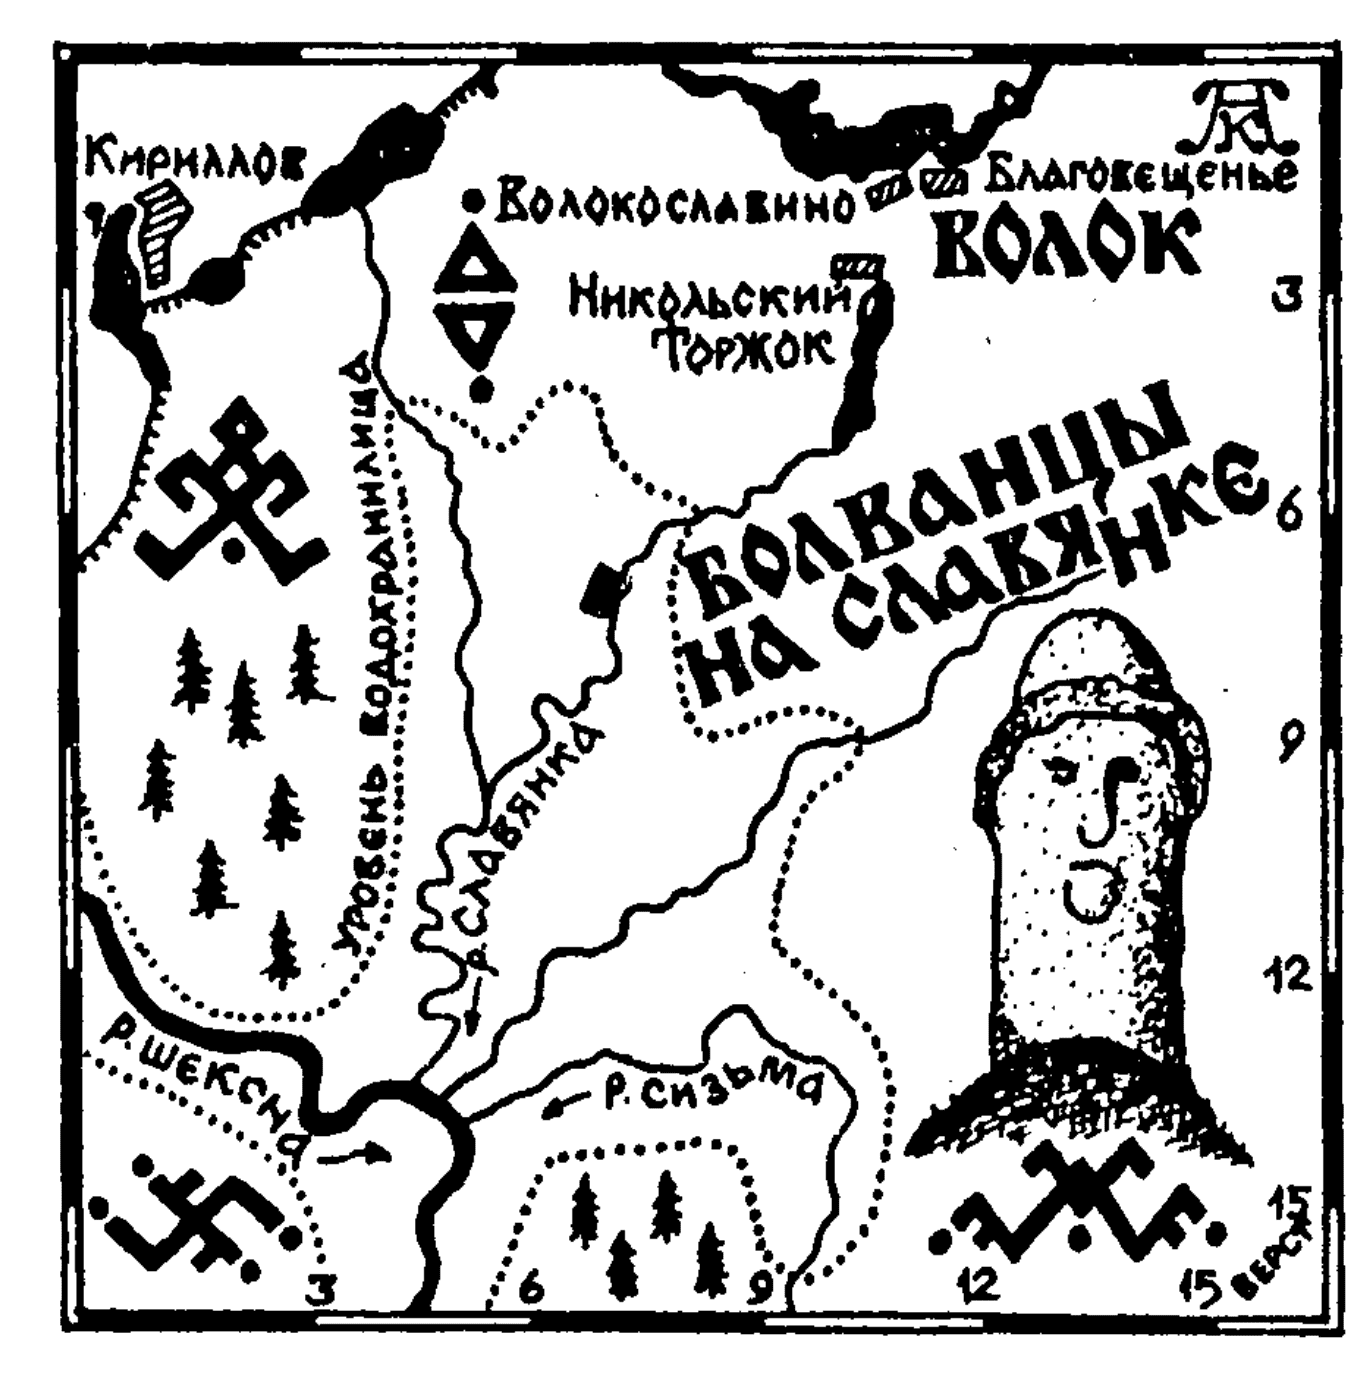 Кириллов
Волокославино
Благовещенье
ВОЛОК
Никольский
Торжок
3
БОЛВАНЦЫ
НА СЛАВЯНКЕ
6
Уровень водохранилища
9
р. Славянка
12
р. Шексна
р. Сизьма
15
3
6
9
12
15
верст